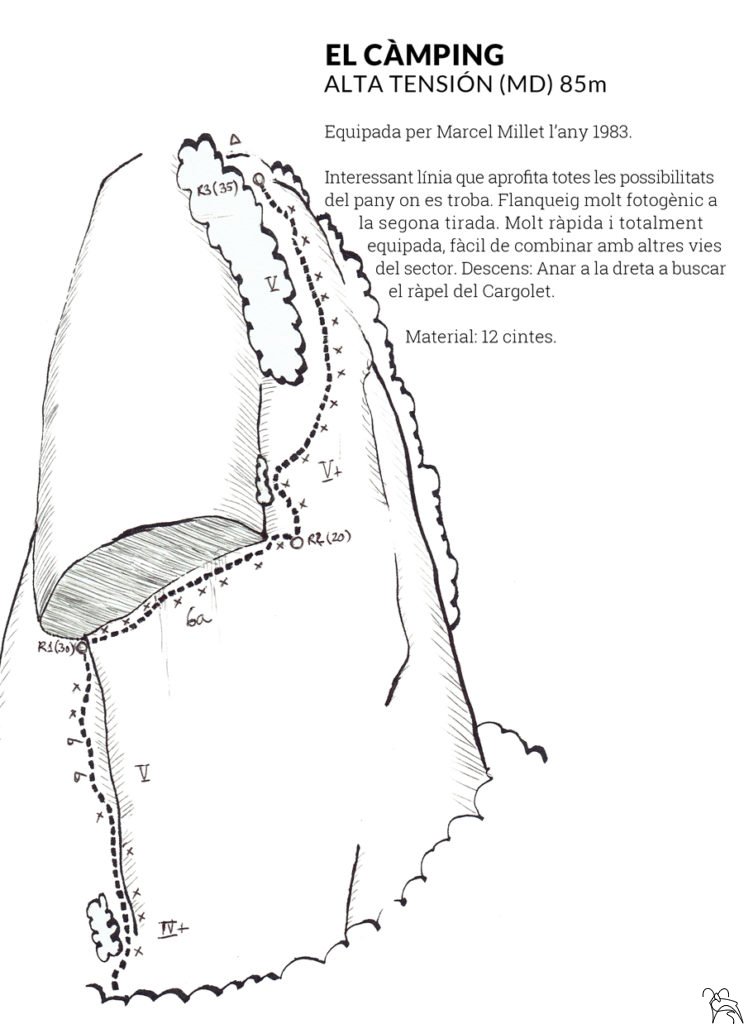 EL CÀMPING
ALTA TENSIÓN (MD) 85m
Equipada per Marcel Millet l'any 1983.
Interessant línia que aprofita totes les possibilitats
del pany on es troba. Flanqueig molt fotogènic a
la segona tirada. Molt ràpida i totalment
equipada, fàcil de combinar amb altres vies
del sector. Descens: Anar a la dreta a buscar
el ràpel del Cargolet.
Material: 12 cintes.
R3(35)
V
V+
R2(20)
6a
R1(30)
V
IV+